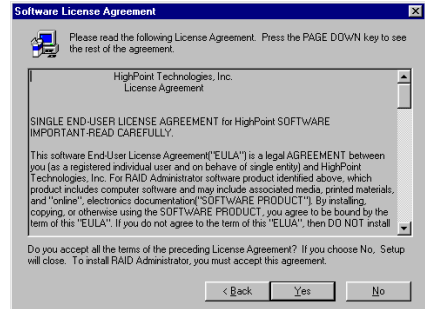 Software License Agreement
Please read the following License Agreement. Press the PAGE DOWN key to see
the rest of the agreement.
HighPoint Technologies, Inc.
License Agreement
SINGLE END-USER LICENSE AGREEMENT for HighPoint SOFTWARE
IMPORTANT-READ CAREFULLY.
This software End-User License Agreement("EULA") is a legal AGREEMENT between
you (as a registered individual user and on behave of single entity) and HighPoint
Technologies, Inc. For RAID Administrator software product identified above, which
product includes computer software and may include associated media, printed materials,
and "online", electronics documentation("SOFTWARE PRODUCT"). By installing,
copying, or otherwise using the SOFTWARE PRODUCT, you agree to be bound by the
term of this "EULA". If you do not agree to the term of this "ELUA", then DO NOT install
Do you accept all the terms of the preceding License Agreement? If you choose No, Setup
will close. To install RAID Administrator, you must accept this agreement.
< Back
Yes
No